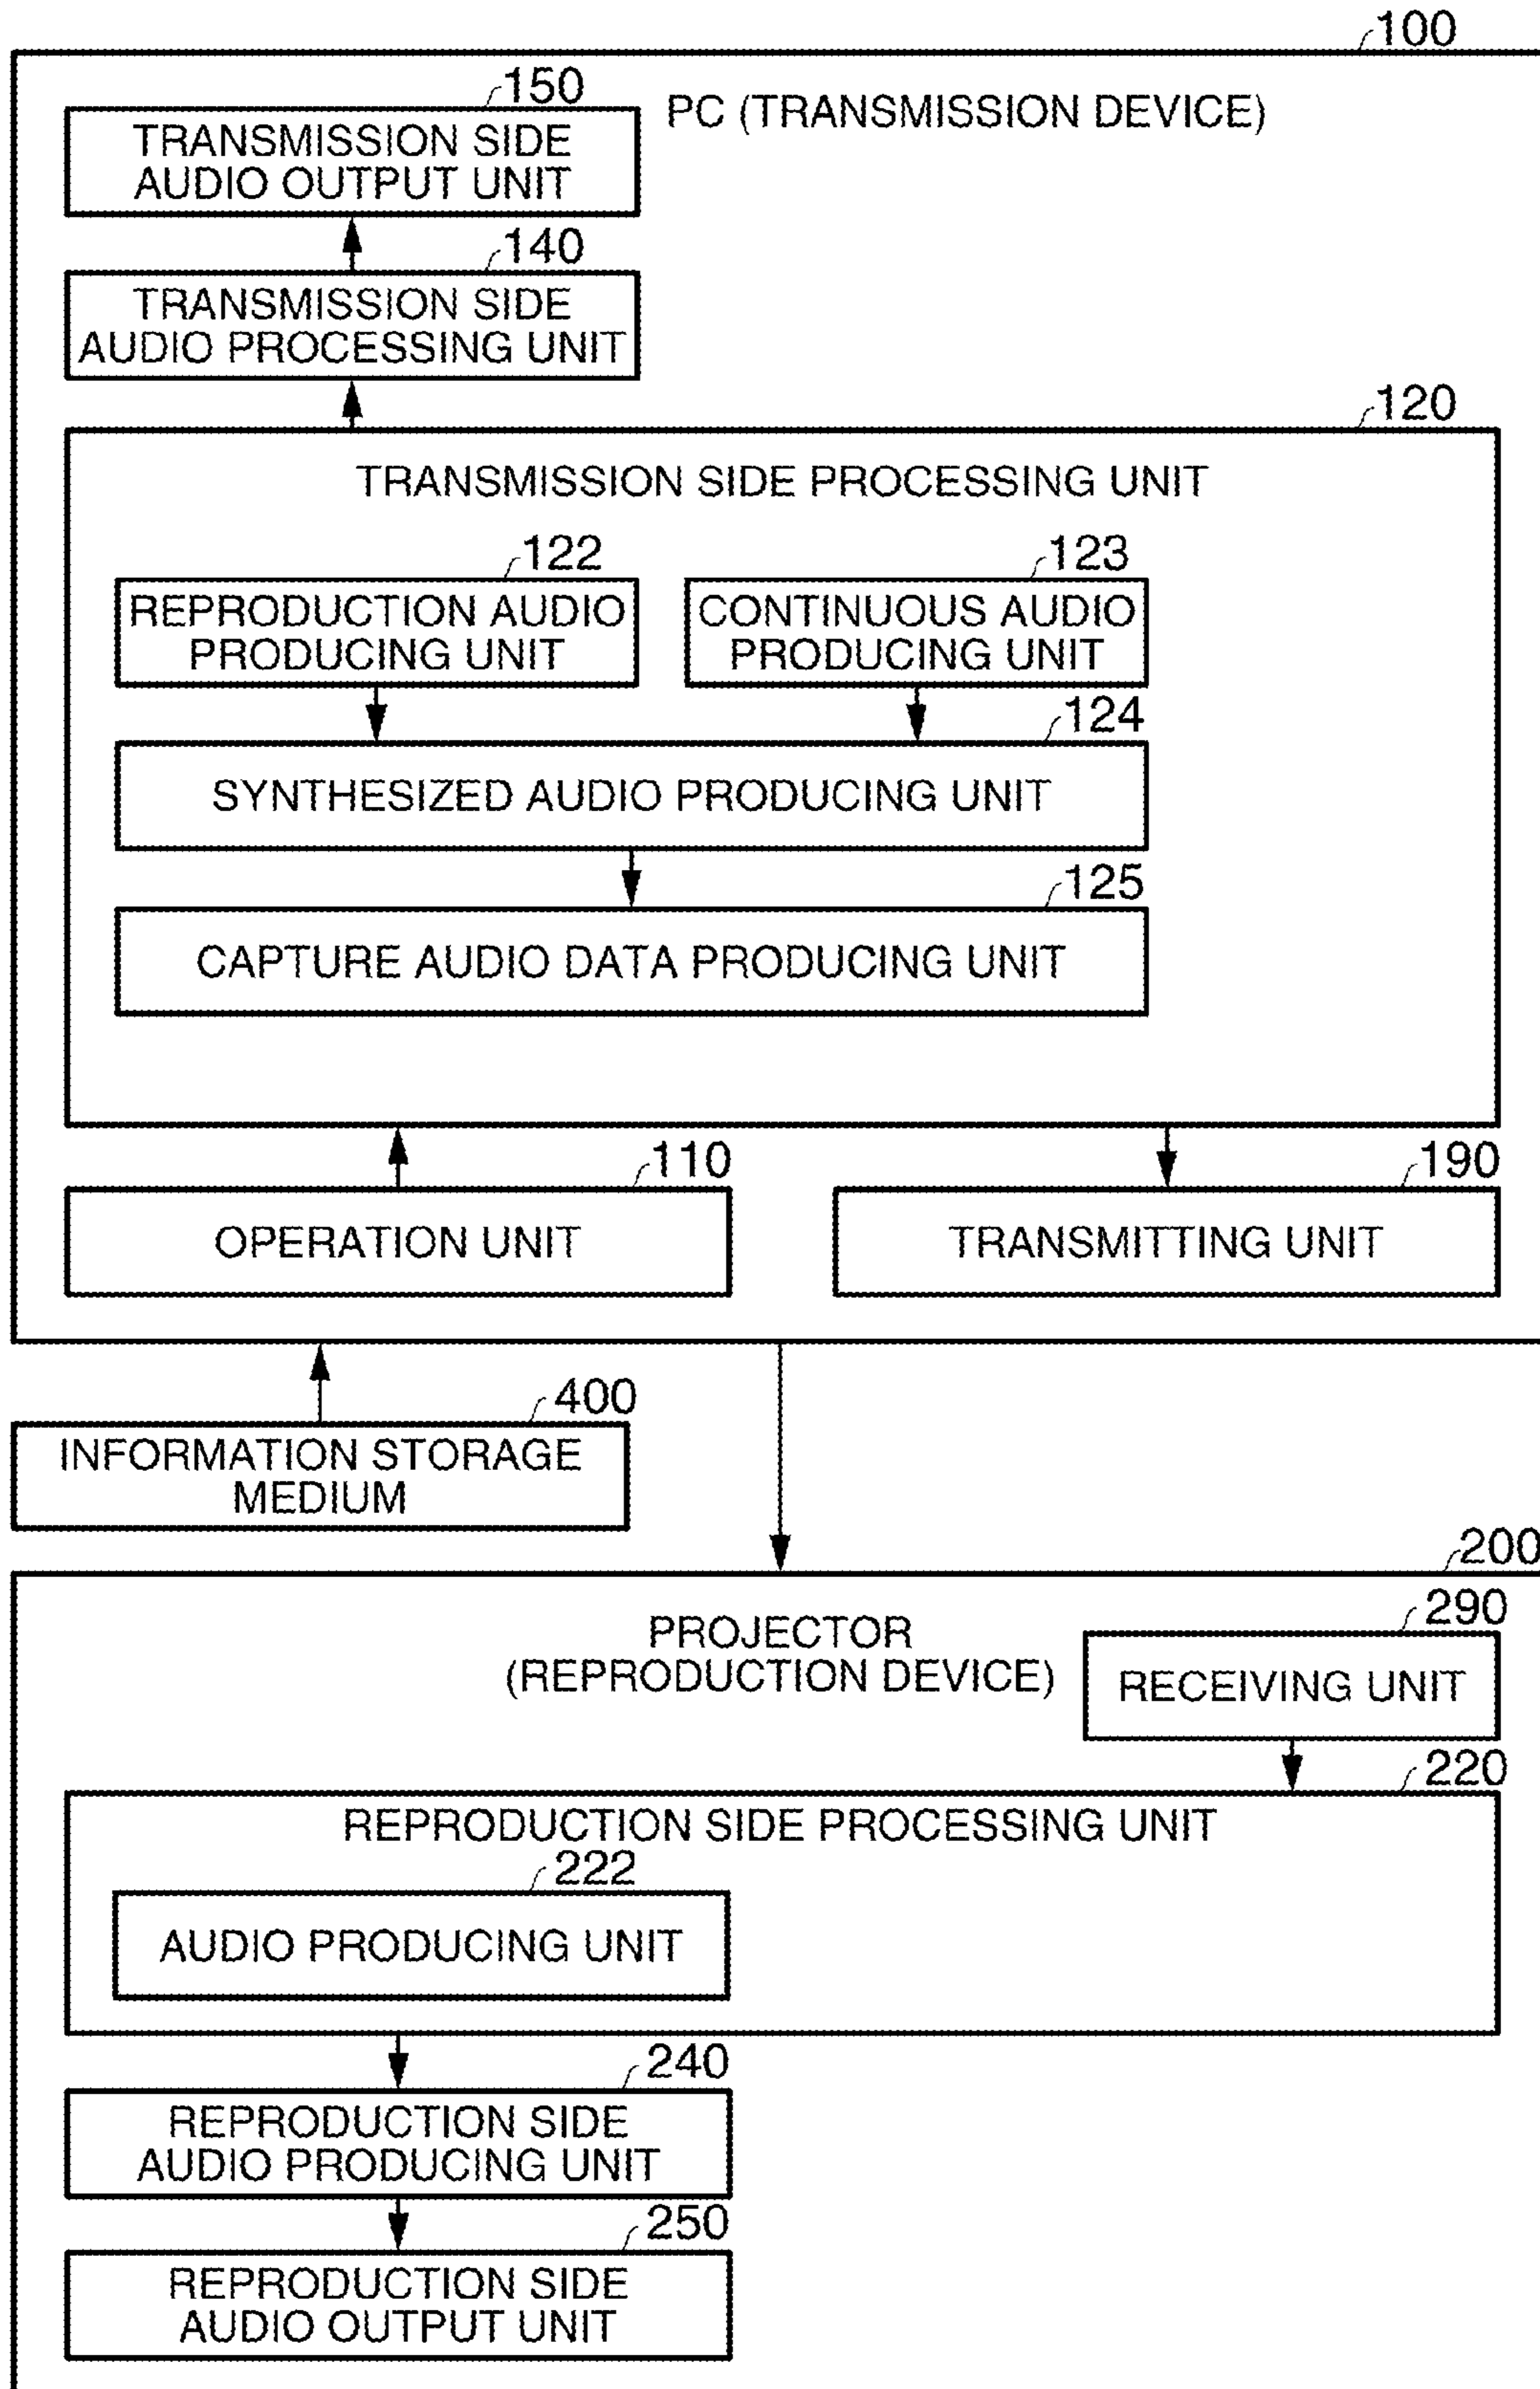 100
150
PC (TRANSMISSION DEVICE)
TRANSMISSION SIDE
AUDIO OUTPUT UNIT
140
TRANSMISSION SIDE
AUDIO PROCESSING UNIT
120
TRANSMISSION SIDE PROCESSING UNIT
122
123
REPRODUCTION AUDIO
PRODUCING UNIT
CONTINUOUS AUDIO
PRODUCING UNIT
124
SYNTHESIZED AUDIO PRODUCING UNIT
125
CAPTURE AUDIO DATA PRODUCING UNIT
110
190
OPERATION UNIT
TRANSMITTING UNIT
400
INFORMATION STORAGE
MEDIUM
200
290
PROJECTOR
(REPRODUCTION DEVICE)
RECEIVING UNIT
220
REPRODUCTION SIDE PROCESSING UNIT
222
AUDIO PRODUCING UNIT
240
REPRODUCTION SIDE
AUDIO PRODUCING UNIT
250
REPRODUCTION SIDE
AUDIO OUTPUT UNIT